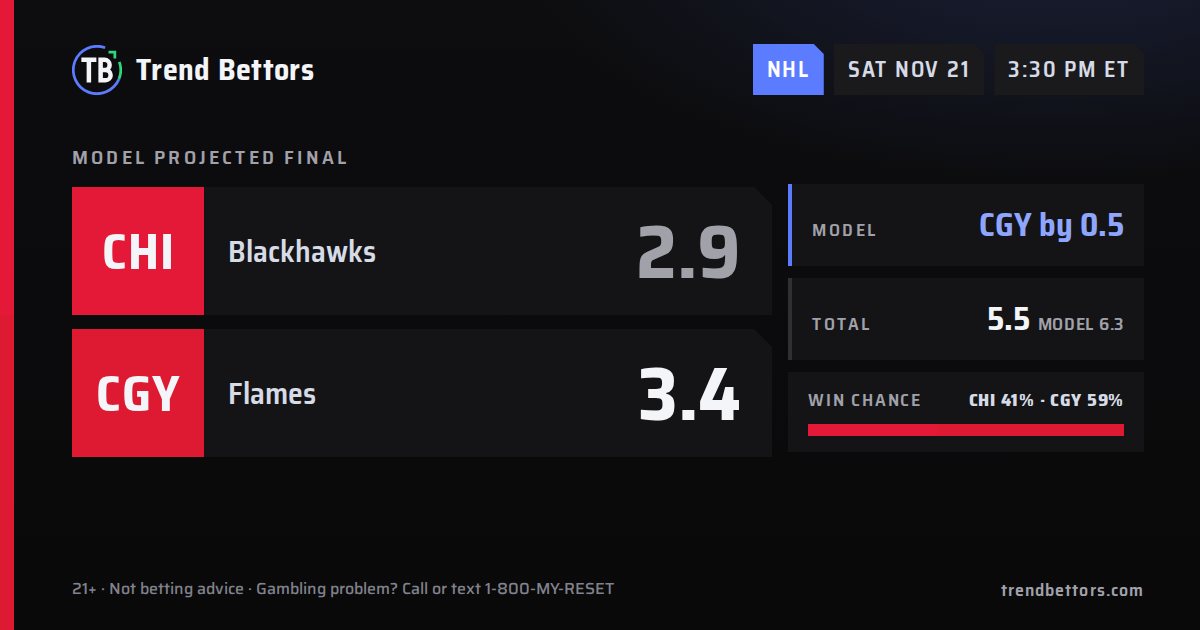 TB Trend Bettors
NHL SAT NOV 21 3:30 PM ET
MODEL PROJECTED FINAL
CHI Blackhawks 2.9
CGY Flames 3.4
MODEL CGY by 0.5
TOTAL 5.5 MODEL 6.3
WIN CHANCE CHI 41% · CGY 59%
21+ · Not betting advice · Gambling problem? Call or text 1-800-MY-RESET
trendbettors.com